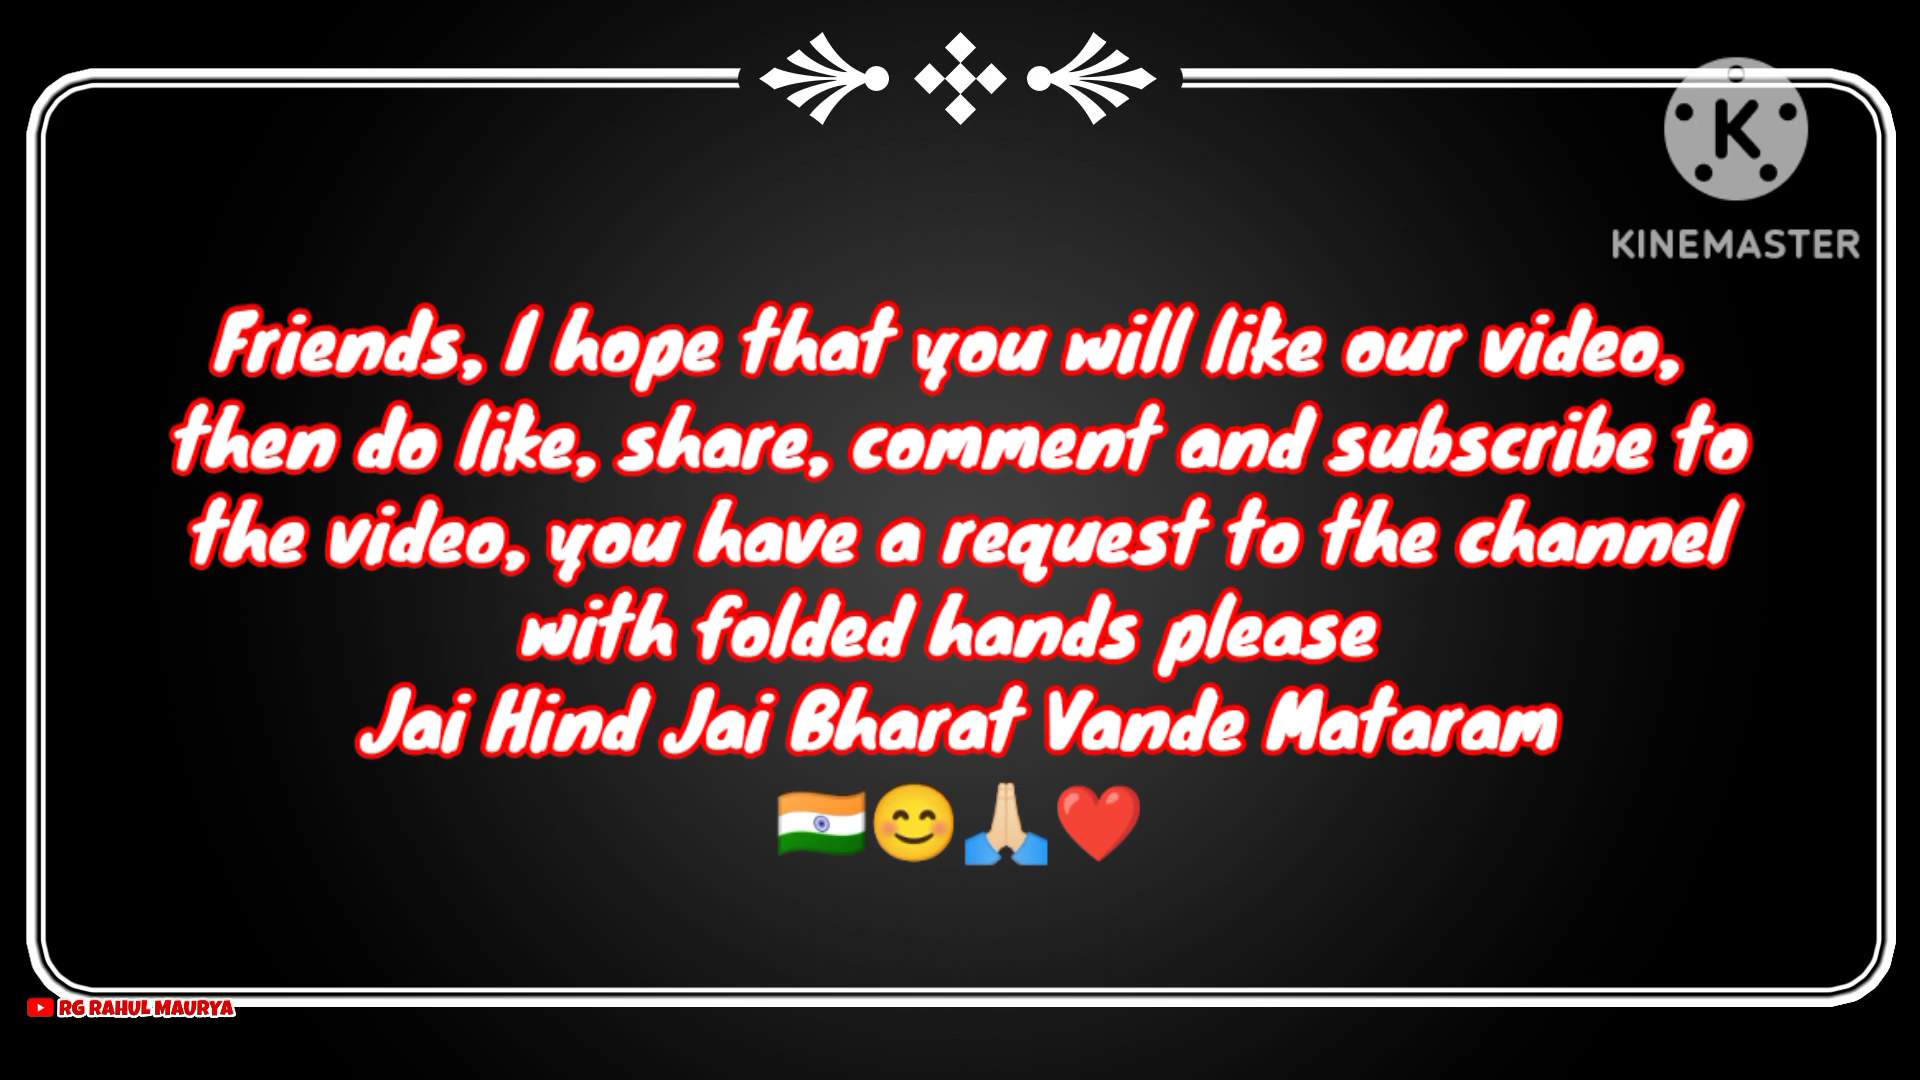 KINEMASTER
Friends, I hope that you will like our video,
then do like, share, comment and subscribe to
the video, you have a request to the channel
with folded hands please
Jai Hind Jai Bharat Vande Mataram
🇮🇳😊🙏🏼❤️
RG RAHUL MAURYA